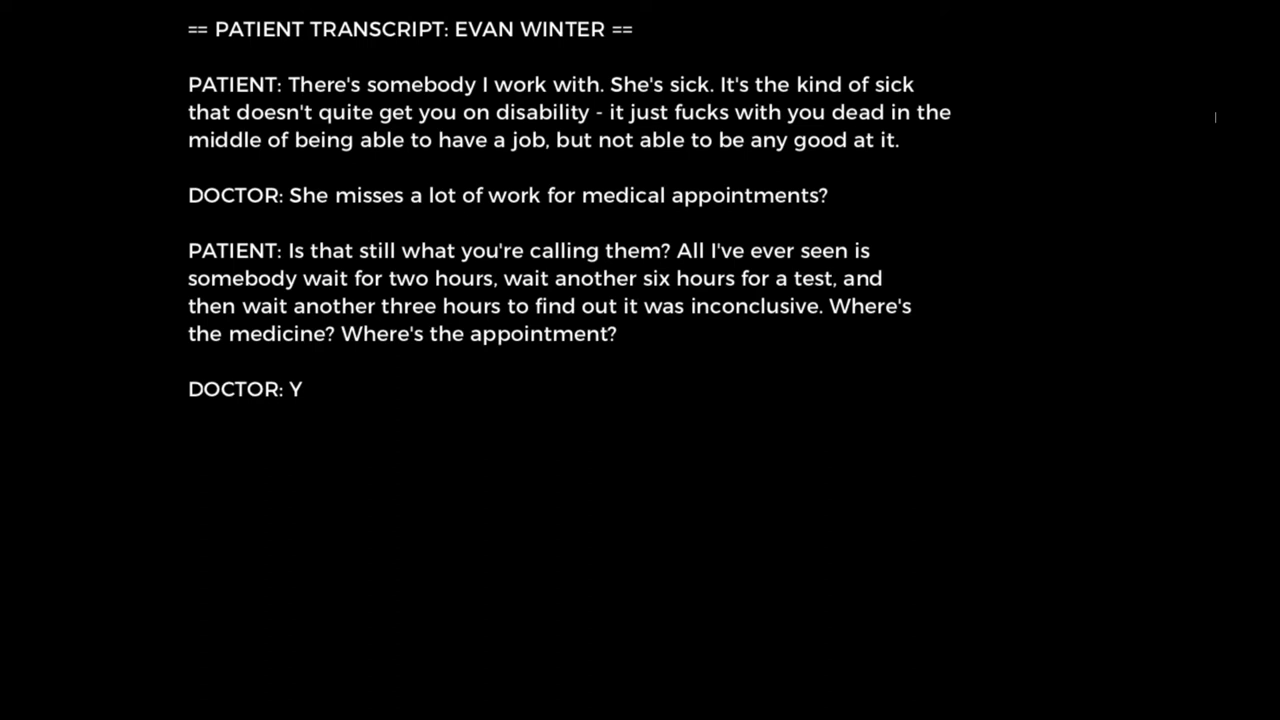 == PATIENT TRANSCRIPT: EVAN WINTER ==
PATIENT: There's somebody I work with. She's sick. It's the kind of sick
that doesn't quite get you on disability - it just fucks with you dead in the
middle of being able to have a job, but not able to be any good at it.
DOCTOR: She misses a lot of work for medical appointments?
PATIENT: Is that still what you're calling them? All I've ever seen is
somebody wait for two hours, wait another six hours for a test, and
then wait another three hours to find out it was inconclusive. Where's
the medicine? Where's the appointment?
DOCTOR: Y